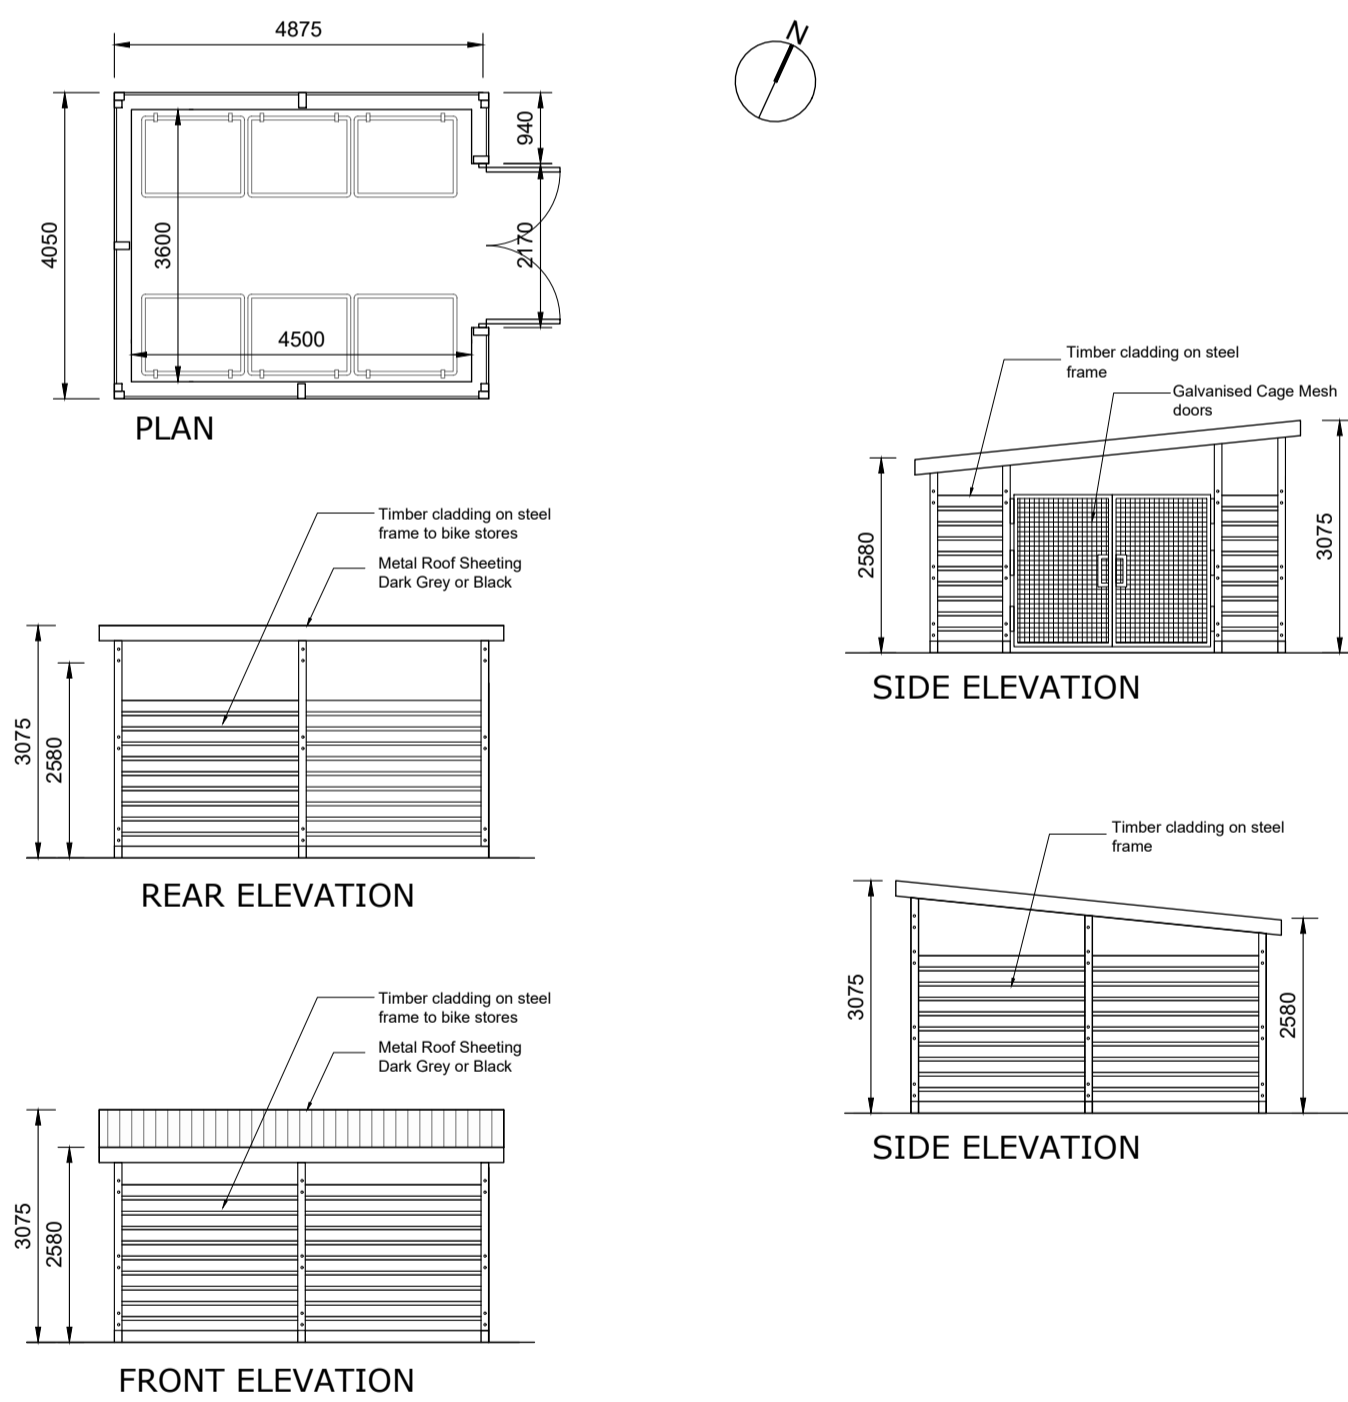 4875
N
940
4050
3600
2170
4500
PLAN
Timber cladding on steel
frame
Galvanised Cage Mesh
doors
2580
3075
SIDE ELEVATION
Timber cladding on steel
frame to bike stores
Metal Roof Sheeting
Dark Grey or Black
3075
2580
REAR ELEVATION
Timber cladding on steel
frame
3075
2580
SIDE ELEVATION
Timber cladding on steel
frame to bike stores
Metal Roof Sheeting
Dark Grey or Black
3075
2580
FRONT ELEVATION